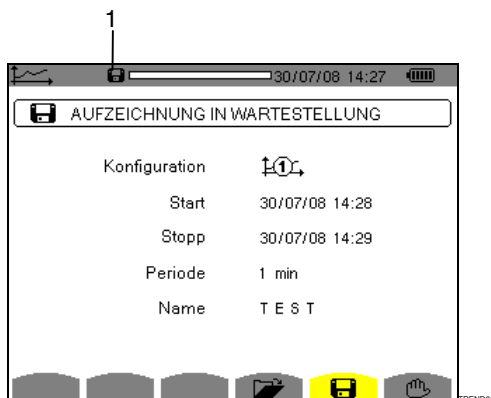 1
30/07/08 14:27
AUFZEICHNUNG IN WARTESTELLUNG
Konfiguration 1
Start 30/07/08 14:28
Stopp 30/07/08 14:29
Periode 1 min
Name T E S T